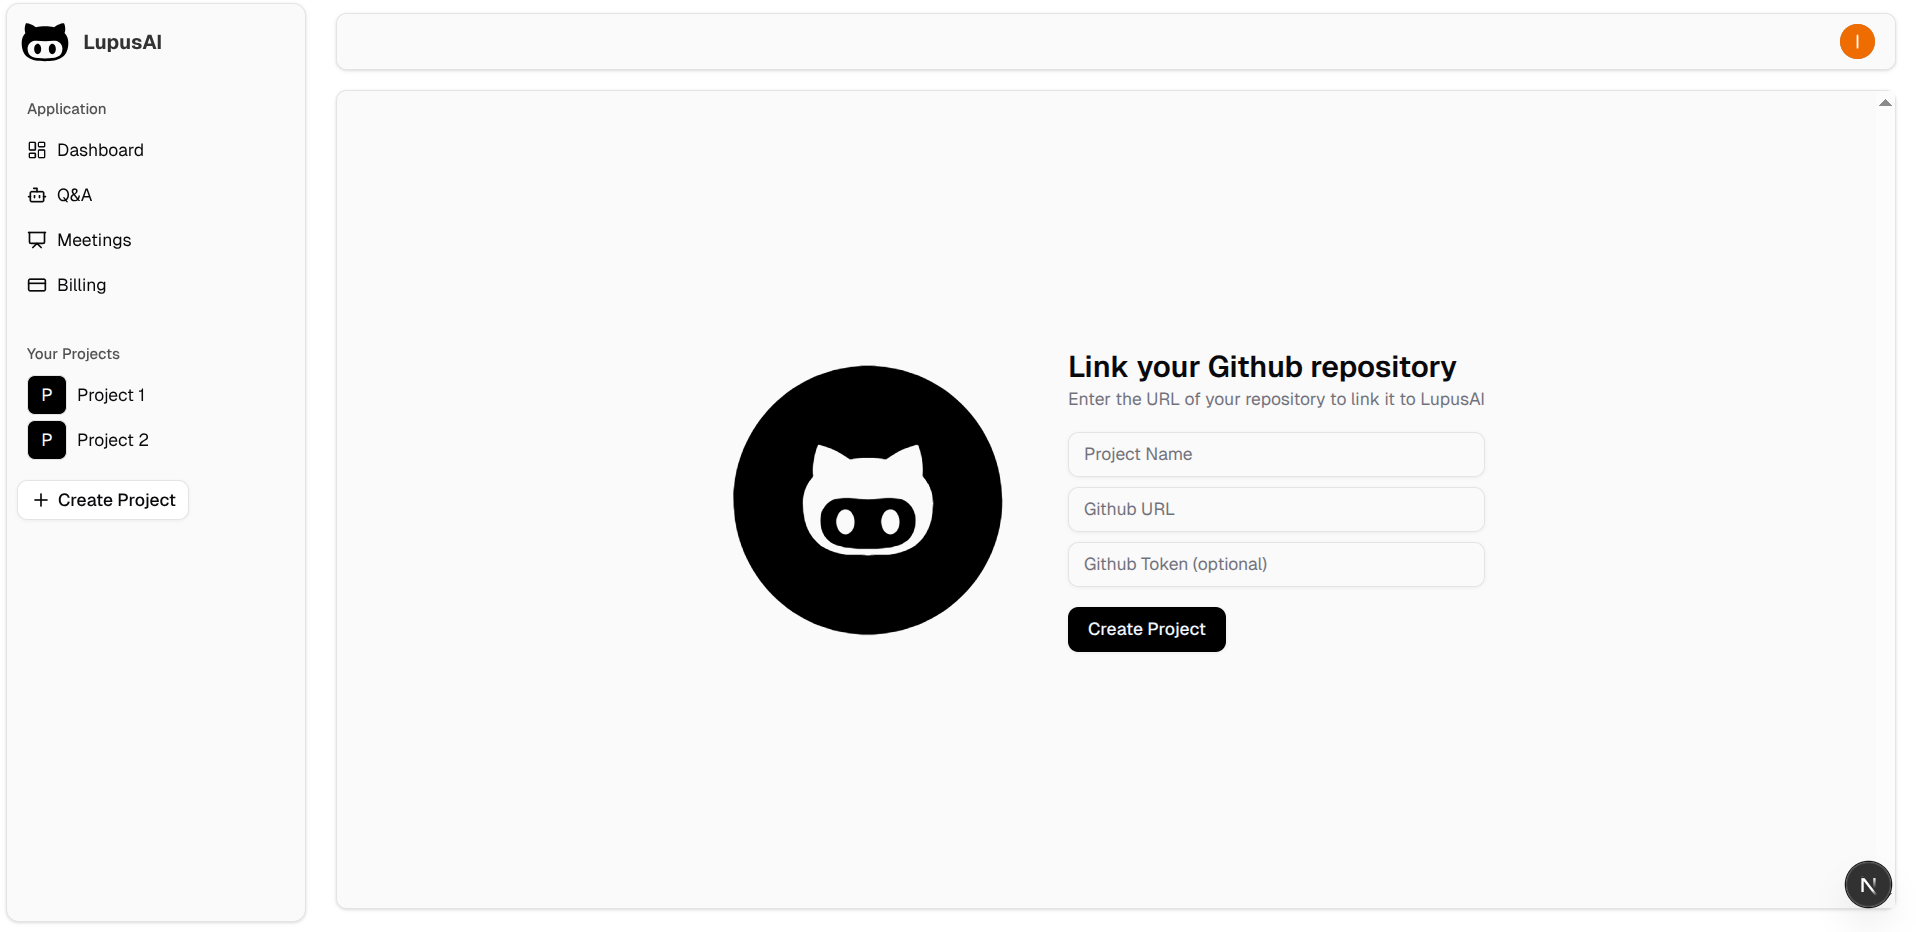 LupusAI
I
Application
Dashboard
Q&A
Meetings
Billing
Your Projects
P Project 1
P Project 2
+ Create Project
Link your Github repository
Enter the URL of your repository to link it to LupusAI
Project Name
Github URL
Github Token (optional)
Create Project
N